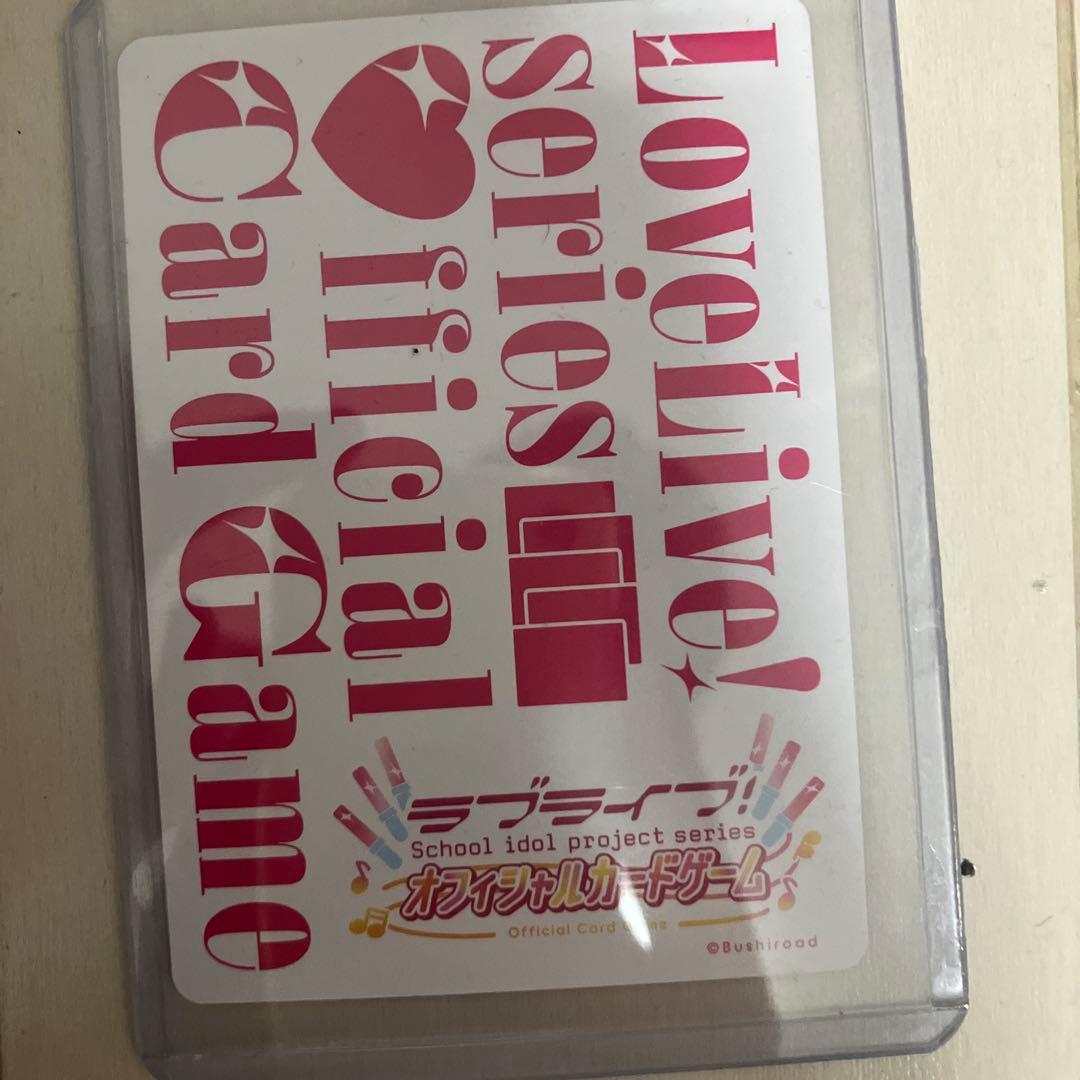 LoveLive!
series
Official
Card Game
ラブライブ!
School idol project series
オフィシャルカードゲーム
Official Card Game
©Bushiroad